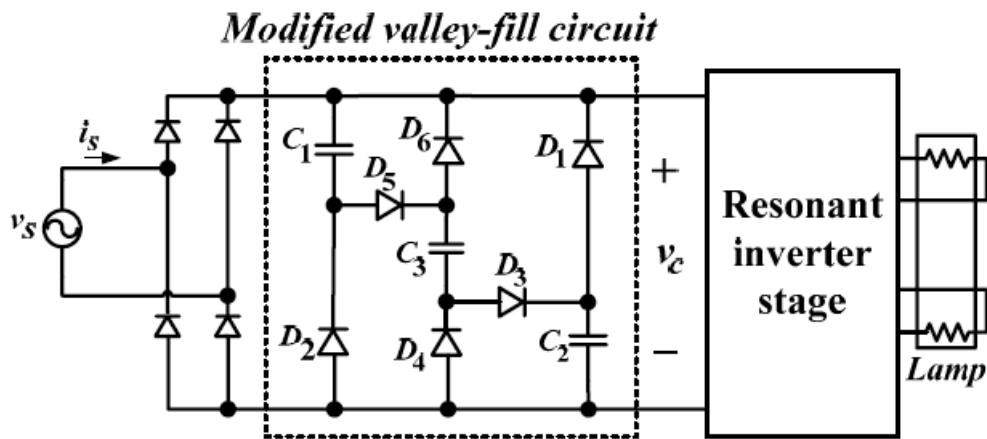 Modified valley-fill circuit
i_s
v_s
C_1
D_6
D_1
D_5
C_3
D_3
D_2
D_4
C_2
+
v_c
−
Resonant
inverter
stage
Lamp